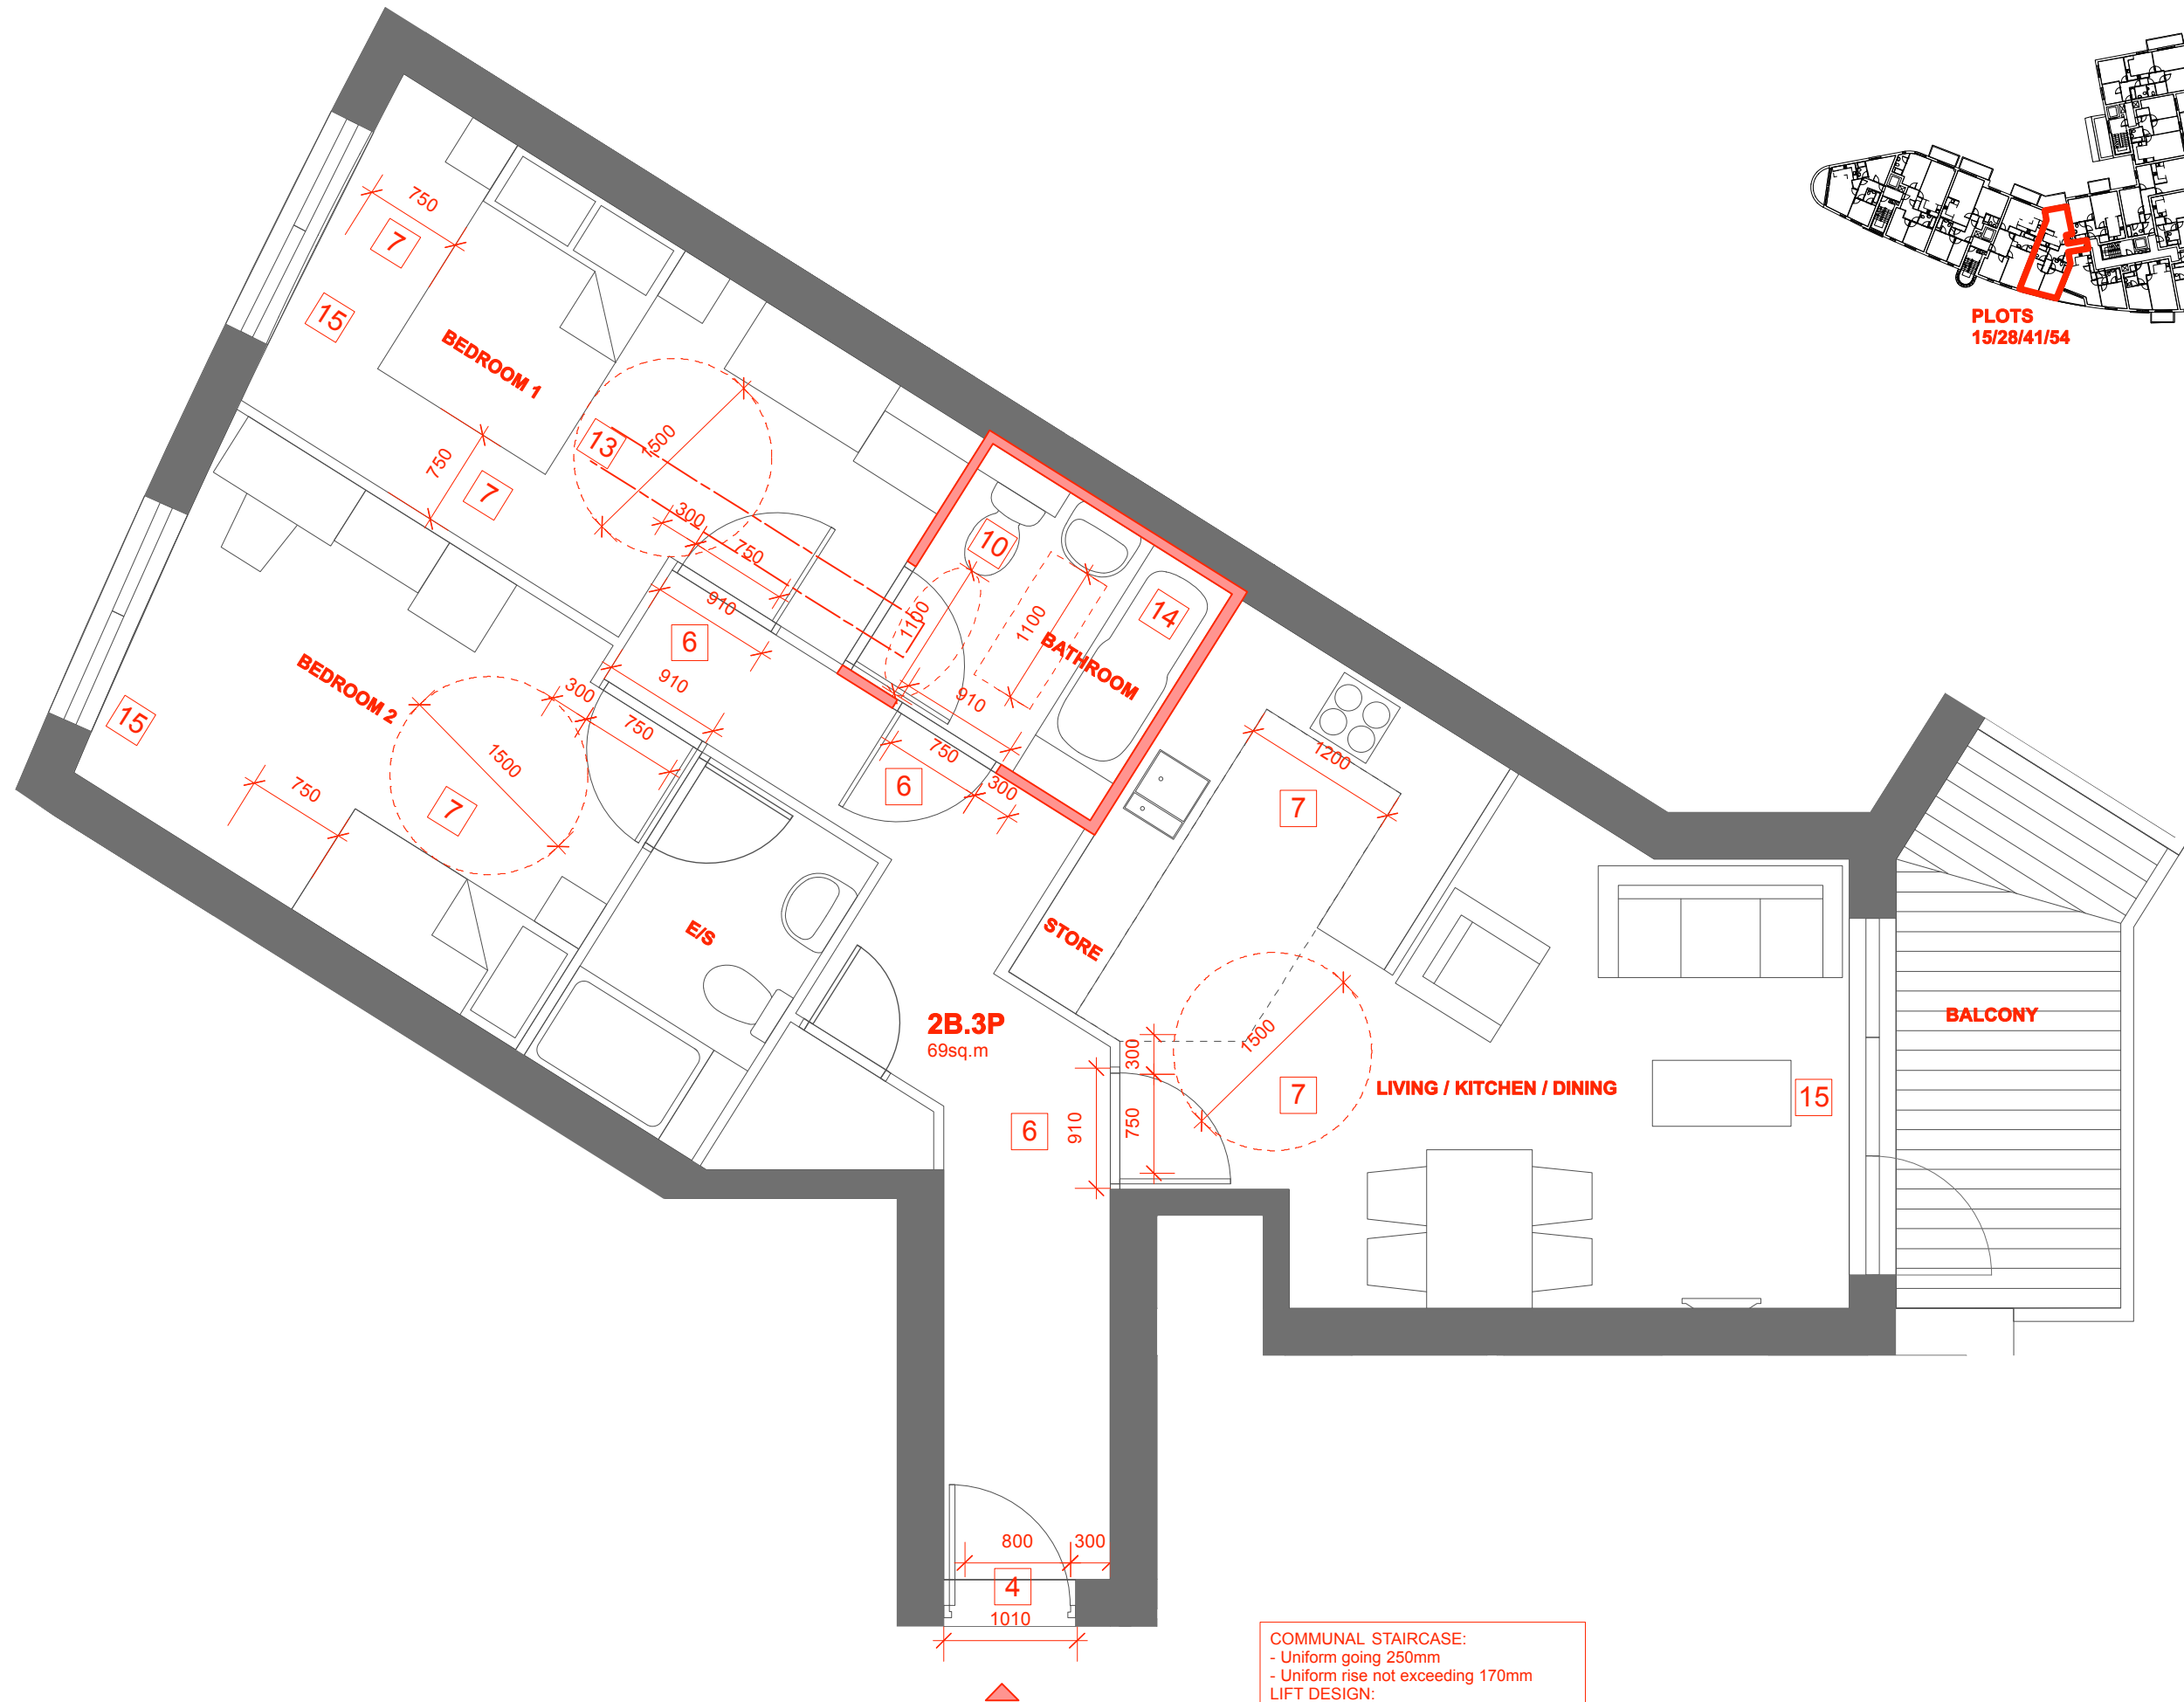 PLOTS
15/28/41/54
750
7
15
BEDROOM 1
750
7
13
1500
300
750
910
6
10
1100
1100
14
BATHROOM
910
BEDROOM 2
15
910
300
750
1500
750
7
750
6
300
1200
7
E/S
STORE
2B.3P
69sq.m
BALCONY
300
1500
7
LIVING / KITCHEN / DINING
15
6
910
750
800
300
4
1010
COMMUNAL STAIRCASE:
- Uniform going 250mm
- Uniform rise not exceeding 170mm
LIFT DESIGN: